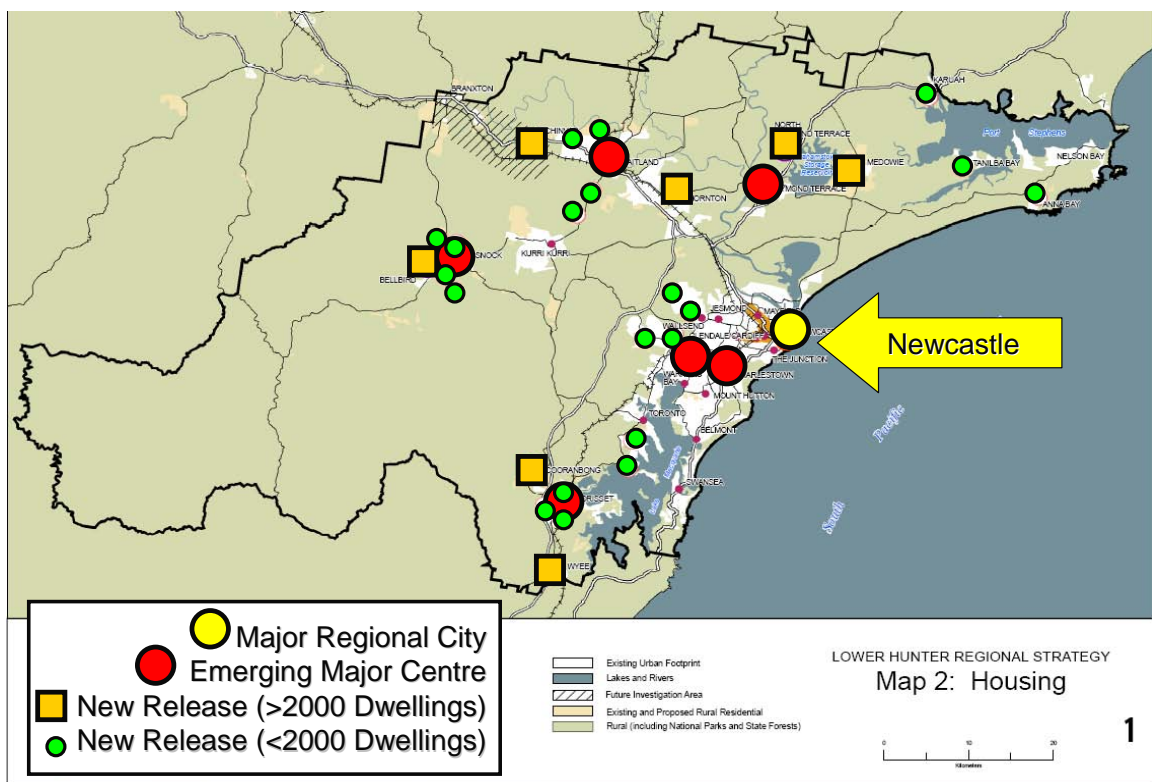 KARUAH
BRANXTON
NORTH
MEDOWIE
Port Stephens
NELSON BAY
TANILBA BAY
ANNA BAY
KURRI KURRI
BELLBIRD
JESMOND
WALLSEND
GLENDALE/CARDIFF
THE JUNCTION
Newcastle
MOUNT HUTTON
TORONTO
BELMONT
SWANSEA
Pacific
South
WYEE
Major Regional City
Emerging Major Centre
New Release (>2000 Dwellings)
New Release (<2000 Dwellings)
Existing Urban Footprint
Lakes and Rivers
Future Investigation Area
Existing and Proposed Rural Residential
Rural (including National Parks and State Forests)
LOWER HUNTER REGIONAL STRATEGY
Map 2: Housing
0 10 20
Kilometers
1